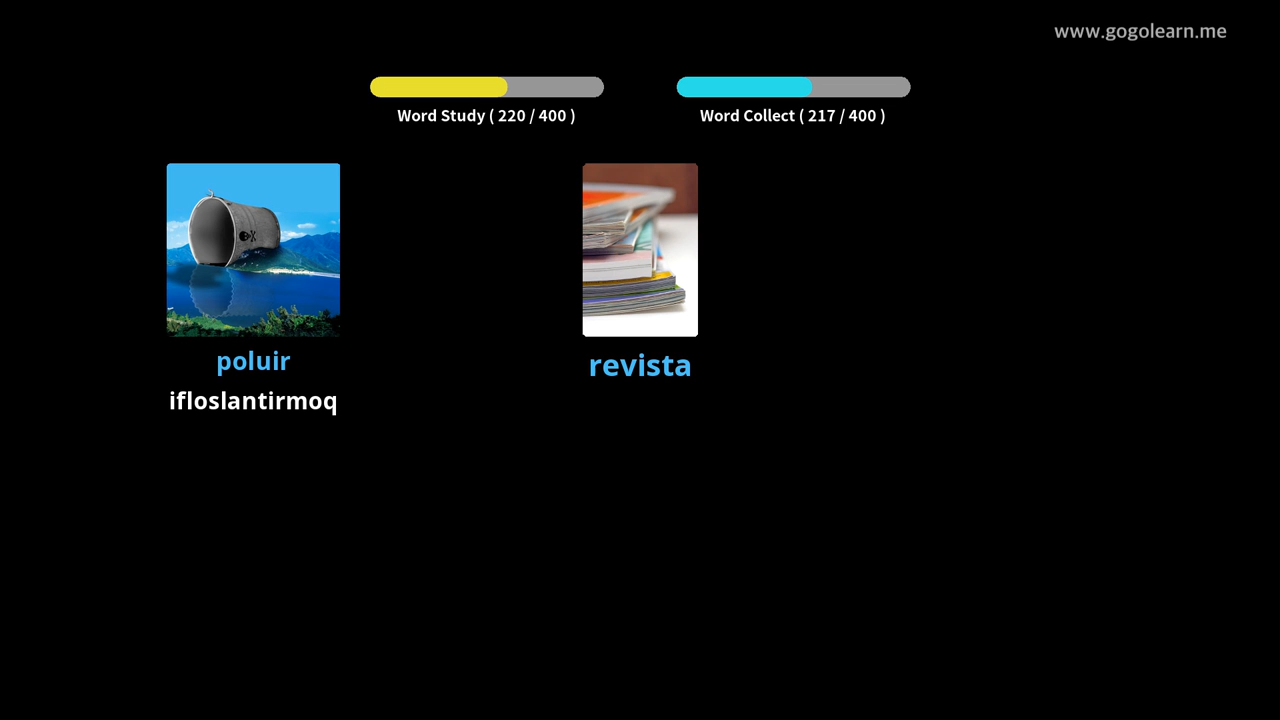 www.gogolearn.me
Word Study ( 220 / 400 )
Word Collect ( 217 / 400 )
poluir
ifloslantirmoq
revista